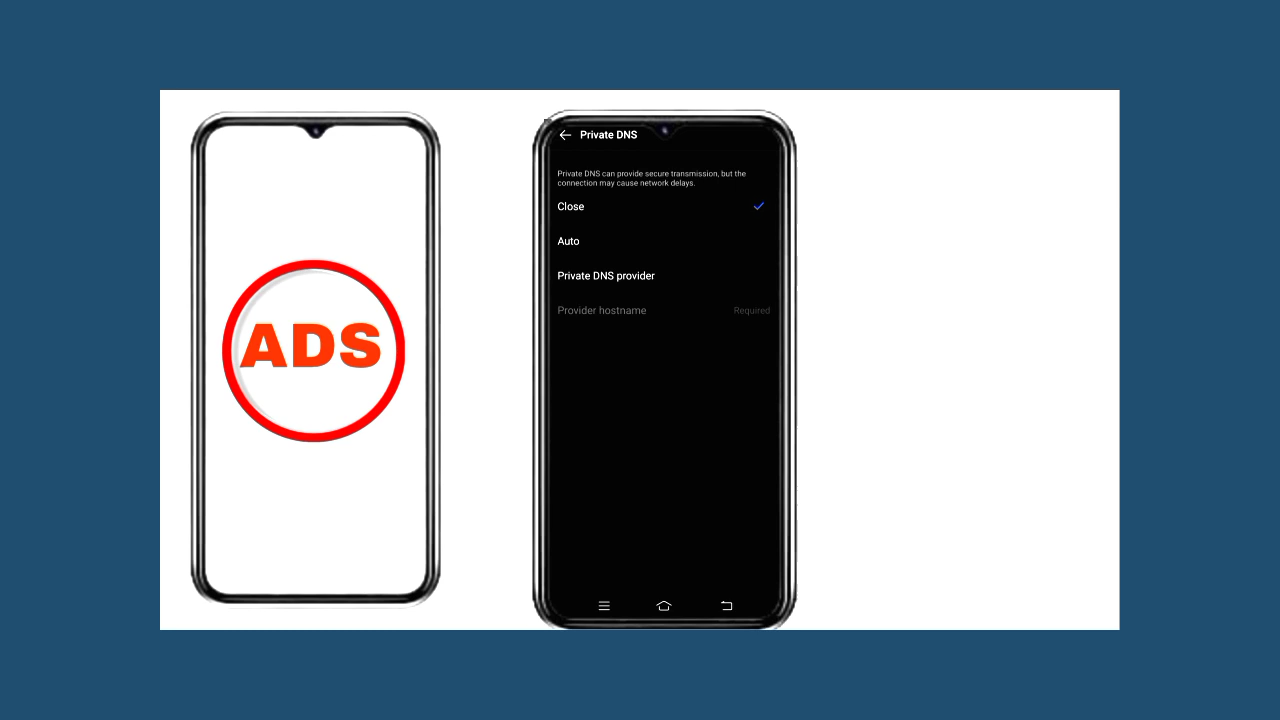 ADS
Private DNS
Private DNS can provide secure transmission, but the
connection may cause network delays.
Close
Auto
Private DNS provider
Provider hostname Required